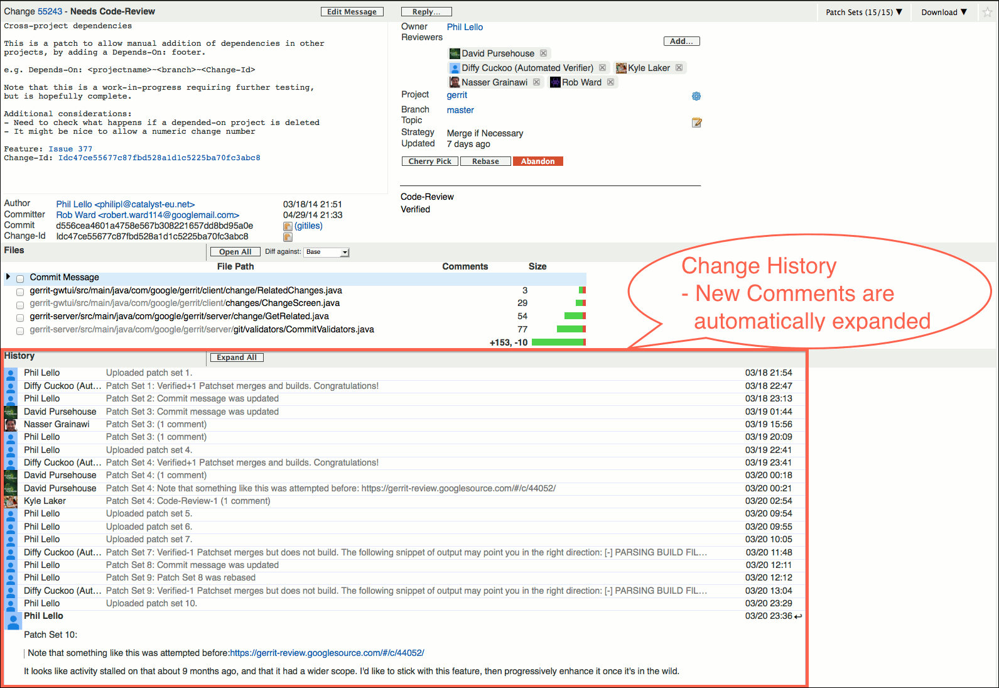 Change 55243 - Needs Code-Review
Edit Message
Reply...
Patch Sets (15/15) ▼
Download ▼
Cross-project dependencies
This is a patch to allow manual addition of dependencies in other
projects, by adding a Depends-On: footer.
e.g. Depends-On: <projectname>~<branch>~<Change-Id>
Note that this is a work-in-progress requiring further testing,
but is hopefully complete.
Additional considerations:
- Need to check what happens if a depended-on project is deleted
- It might be nice to allow a numeric change number
Feature: Issue 377
Change-Id: Idc47ce55677c87fbd528a1d1c5225ba70fc3abc8
Owner Phil Lello
Reviewers
Add...
David Pursehouse
Diffy Cuckoo (Automated Verifier) Kyle Laker
Nasser Grainawi Rob Ward
Project gerrit
Branch master
Topic
Strategy Merge if Necessary
Updated 7 days ago
Cherry Pick Rebase Abandon
Code-Review
Verified
Author Phil Lello <philipl@catalyst-eu.net> 03/18/14 21:51
Committer Rob Ward <robert.ward114@googlemail.com> 04/29/14 21:33
Commit d556cea4601a4758e567b308221657dd8bd95a0e (gitiles)
Change-Id Idc47ce55677c87fbd528a1d1c5225ba70fc3abc8
Files Open All Diff against: Base
File Path Comments Size
Commit Message
gerrit-gwtui/src/main/java/com/google/gerrit/client/change/RelatedChanges.java 3
gerrit-gwtui/src/main/java/com/google/gerrit/client/changes/ChangeScreen.java 29
gerrit-server/src/main/java/com/google/gerrit/server/change/GetRelated.java 54
gerrit-server/src/main/java/com/google/gerrit/server/git/validators/CommitValidators.java 77
+153, -10
Change History
- New Comments are
automatically expanded
History Expand All
Phil Lello Uploaded patch set 1. 03/18 21:54
Diffy Cuckoo (Aut... Patch Set 1: Verified+1 Patchset merges and builds. Congratulations! 03/18 22:47
Phil Lello Patch Set 2: Commit message was updated 03/18 23:13
David Pursehouse Patch Set 3: Commit message was updated 03/19 01:44
Nasser Grainawi Patch Set 3: (1 comment) 03/19 15:56
Phil Lello Patch Set 3: (1 comment) 03/19 20:09
Phil Lello Uploaded patch set 4. 03/19 22:41
Diffy Cuckoo (Aut... Patch Set 4: Verified+1 Patchset merges and builds. Congratulations! 03/19 23:41
David Pursehouse Patch Set 4: (1 comment) 03/20 00:18
David Pursehouse Patch Set 4: Note that something like this was attempted before: https://gerrit-review.googlesource.com/#/c/44052/ 03/20 00:21
Kyle Laker Patch Set 4: Code-Review-1 (1 comment) 03/20 02:54
Phil Lello Uploaded patch set 5. 03/20 09:54
Phil Lello Uploaded patch set 6. 03/20 09:55
Phil Lello Uploaded patch set 7. 03/20 10:05
Diffy Cuckoo (Aut... Patch Set 7: Verified-1 Patchset merges but does not build. The following snippet of output may point you in the right direction: [-] PARSING BUILD FIL... 03/20 11:48
Phil Lello Patch Set 8: Commit message was updated 03/20 12:11
Phil Lello Patch Set 9: Patch Set 8 was rebased 03/20 12:12
Diffy Cuckoo (Aut... Patch Set 9: Verified-1 Patchset merges but does not build. The following snippet of output may point you in the right direction: [-] PARSING BUILD FIL... 03/20 13:04
Phil Lello Uploaded patch set 10. 03/20 23:29
Phil Lello 03/20 23:36
Patch Set 10:
Note that something like this was attempted before:https://gerrit-review.googlesource.com/#/c/44052/
It looks like activity stalled on that about 9 months ago, and that it had a wider scope. I'd like to stick with this feature, then progressively enhance it once it's in the wild.